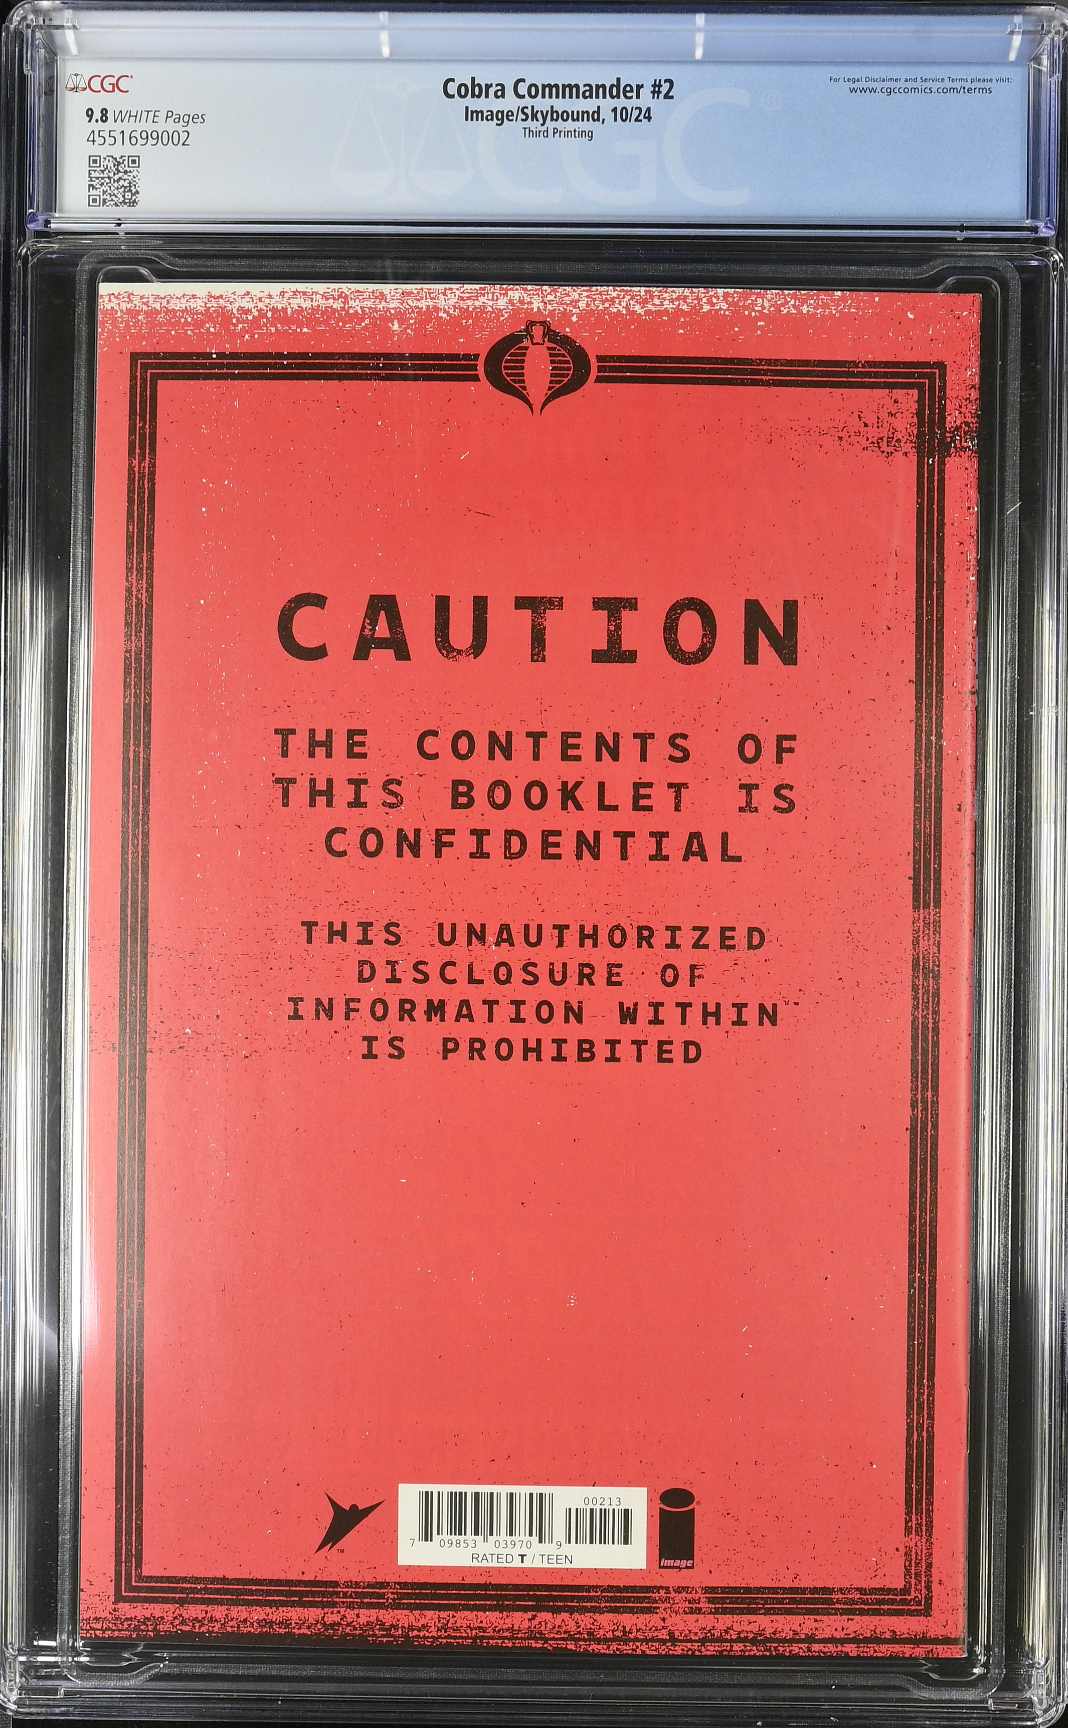 CGC
9.8 WHITE Pages
4551699002
Cobra Commander #2
Image/Skybound, 10/24
Third Printing
For Legal Disclaimer and Service Terms please visit:
www.cgccomics.com/terms
CGC
CAUTION
THE CONTENTS OF
THIS BOOKLET IS
CONFIDENTIAL
THIS UNAUTHORIZED
DISCLOSURE OF
INFORMATION WITHIN
IS PROHIBITED
00213
7 09853 03970 9
RATED T / TEEN
TM
image